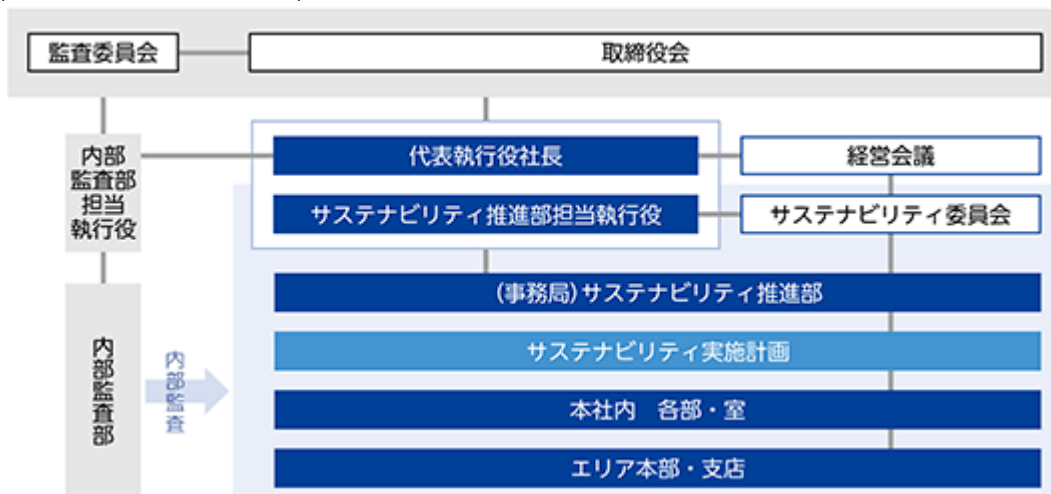 監査委員会
取締役会
内部
監査部
担当
執行役
代表執行役社長
経営会議
サステナビリティ推進部担当執行役
サステナビリティ委員会
(事務局)サステナビリティ推進部
内部監査部
内部監査
サステナビリティ実施計画
本社内　各部・室
エリア本部・支店